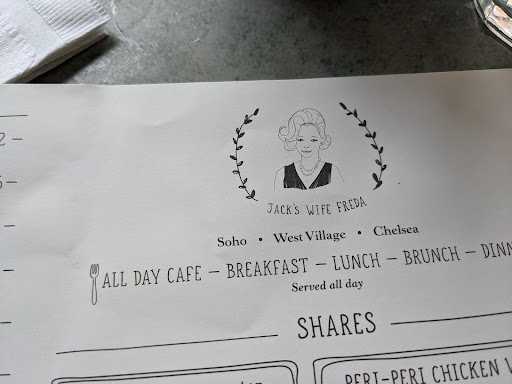 JACK'S WIFE FREDA
Soho • West Village • Chelsea
ALL DAY CAFE – BREAKFAST – LUNCH – BRUNCH –
Served all day
SHARES
PERI-PERI CHICKEN